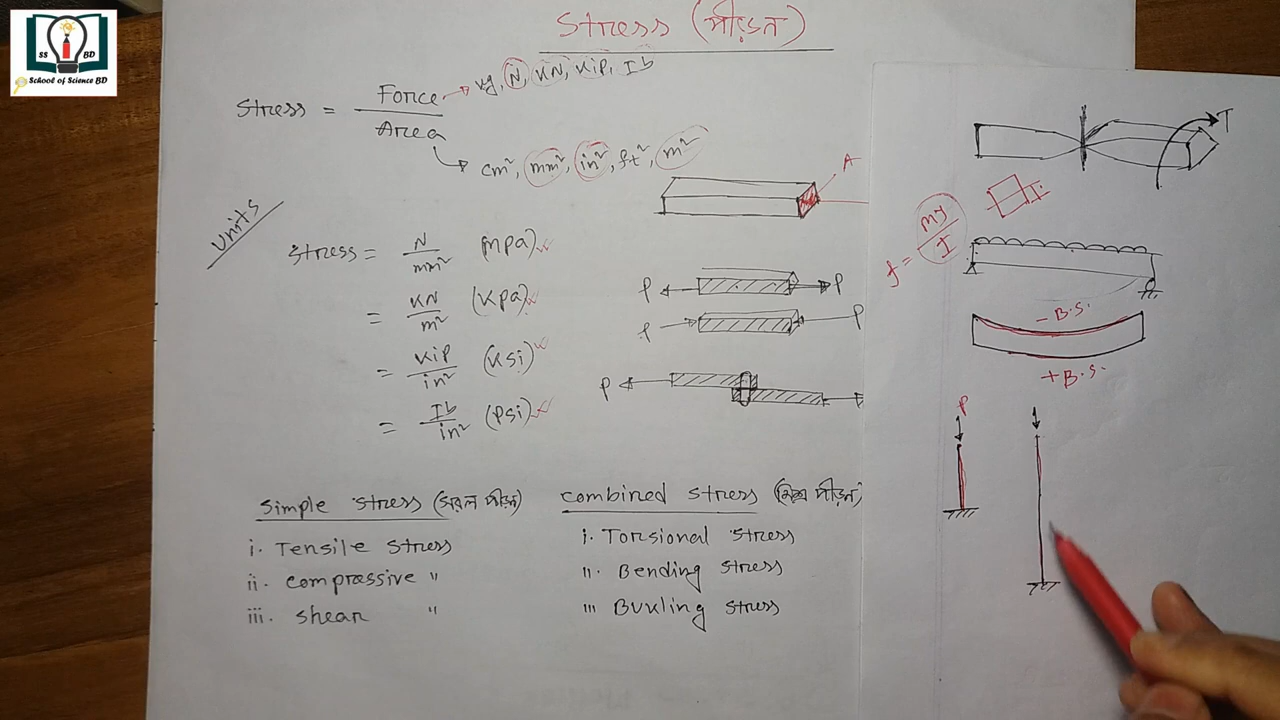 SS BD
School of Science BD
Stress (পীড়ন)
Stress = Force / Area
kg, N, KN, Kip, Ib
cm², mm², in², ft², m²
A
Units
Stress = N/mm² (Mpa)
= KN/m² (Kpa)
= Kip/in² (Ksi)
= Ib/in² (Psi)
P P
P P
P
Simple Stress (সরল পীড়ন)
i. Tensile Stress
ii. Compressive "
iii. Shear "
Combined Stress (মিশ্র পীড়ন)
i. Torsional Stress
ii. Bending Stress
iii Bukling Stress
T
f = My/I
I
- B.S.
+ B.S.
P